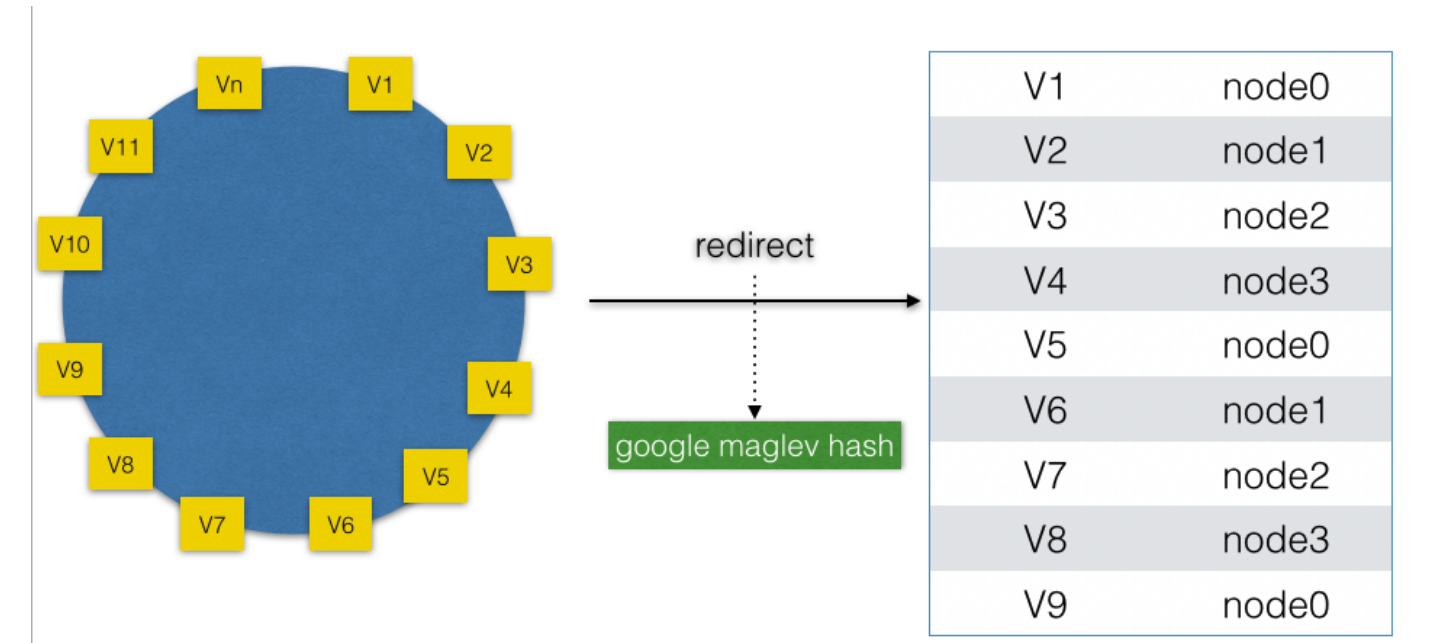 Vn
V1
V11
V2
V10
V3
V9
V4
V8
V5
V7
V6
redirect
google maglev hash
V1 node0
V2 node1
V3 node2
V4 node3
V5 node0
V6 node1
V7 node2
V8 node3
V9 node0